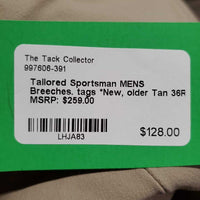 The Tack Collector
997606-391
Tailored Sportsman MENS
Breeches. tags *New, older Tan 36R
MSRP: $259.00
LHJA83
$128.00